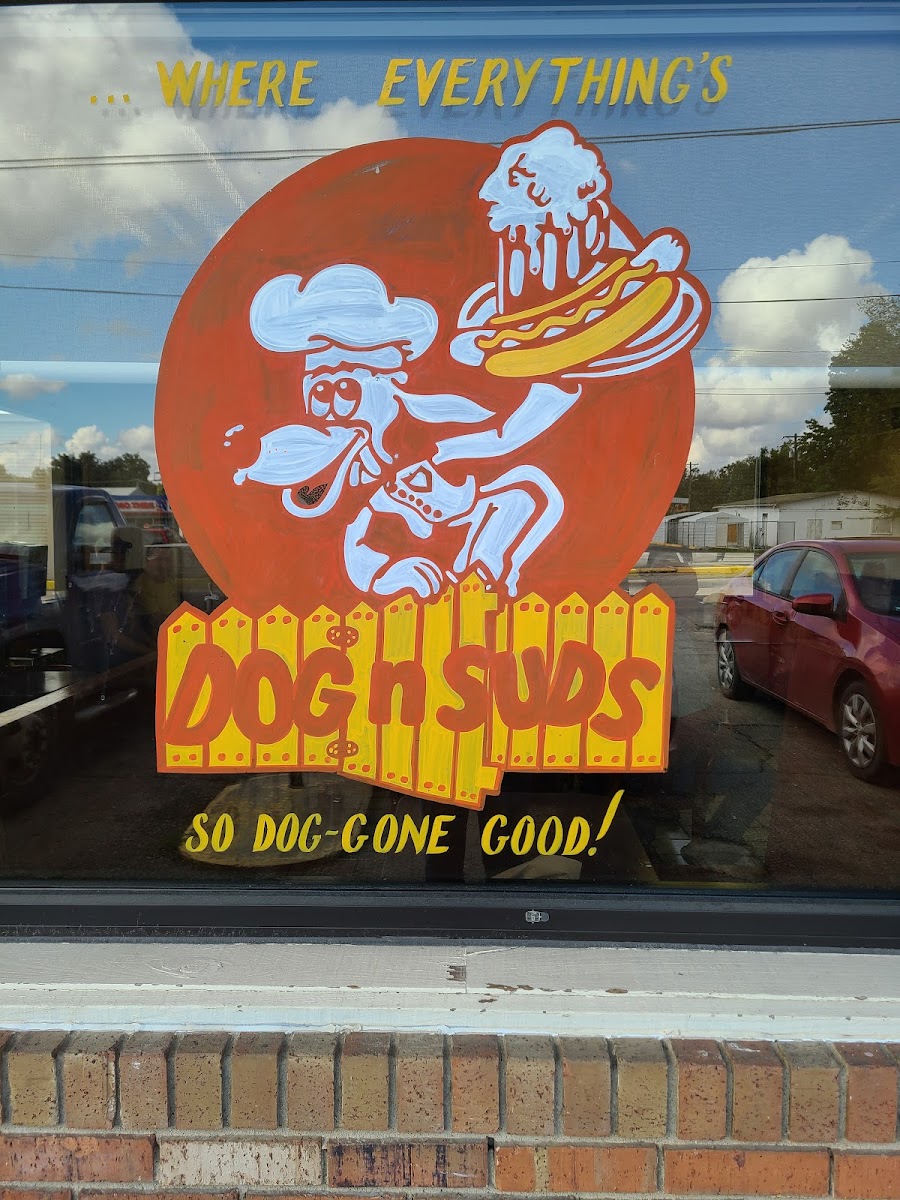 ...WHERE EVERYTHING'S
DOG n SUDS
SO DOG-GONE GOOD!